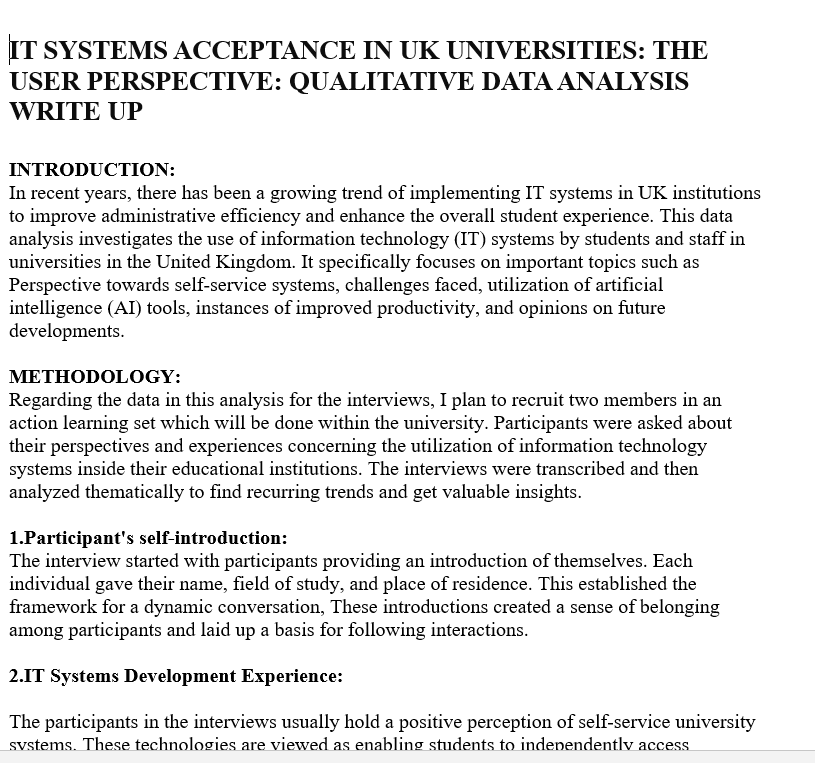 IT SYSTEMS ACCEPTANCE IN UK UNIVERSITIES: THE
USER PERSPECTIVE: QUALITATIVE DATA ANALYSIS
WRITE UP
INTRODUCTION:
In recent years, there has been a growing trend of implementing IT systems in UK institutions
to improve administrative efficiency and enhance the overall student experience. This data
analysis investigates the use of information technology (IT) systems by students and staff in
universities in the United Kingdom. It specifically focuses on important topics such as
Perspective towards self-service systems, challenges faced, utilization of artificial
intelligence (AI) tools, instances of improved productivity, and opinions on future
developments.
METHODOLOGY:
Regarding the data in this analysis for the interviews, I plan to recruit two members in an
action learning set which will be done within the university. Participants were asked about
their perspectives and experiences concerning the utilization of information technology
systems inside their educational institutions. The interviews were transcribed and then
analyzed thematically to find recurring trends and get valuable insights.
1.Participant's self-introduction:
The interview started with participants providing an introduction of themselves. Each
individual gave their name, field of study, and place of residence. This established the
framework for a dynamic conversation, These introductions created a sense of belonging
among participants and laid up a basis for following interactions.
2.IT Systems Development Experience:
The participants in the interviews usually hold a positive perception of self-service university
systems. These technologies are viewed as enabling students to independently access